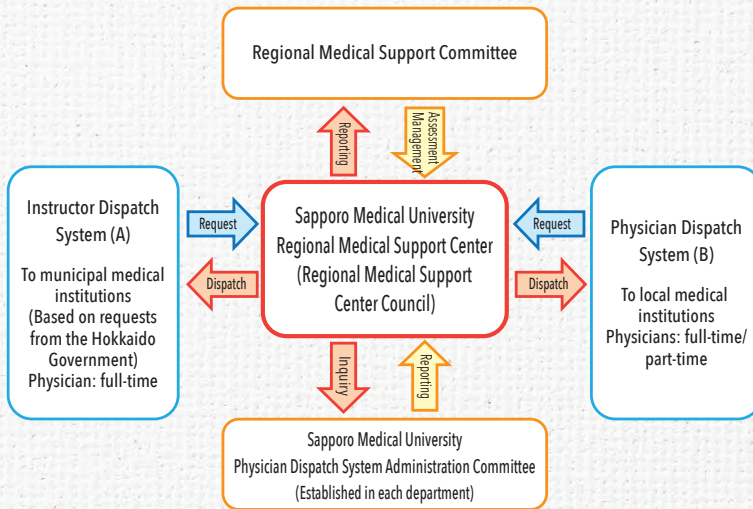 Regional Medical Support Committee
Reporting
Assessment
Management
Instructor Dispatch
System (A)
To municipal medical
institutions
(Based on requests
from the Hokkaido
Government)
Physician: full-time
Request
Dispatch
Sapporo Medical University
Regional Medical Support Center
(Regional Medical Support
Center Council)
Request
Dispatch
Physician Dispatch
System (B)
To local medical
institutions
Physicians: full-time/
part-time
Inquiry
Reporting
Sapporo Medical University
Physician Dispatch System Administration Committee
(Established in each department)